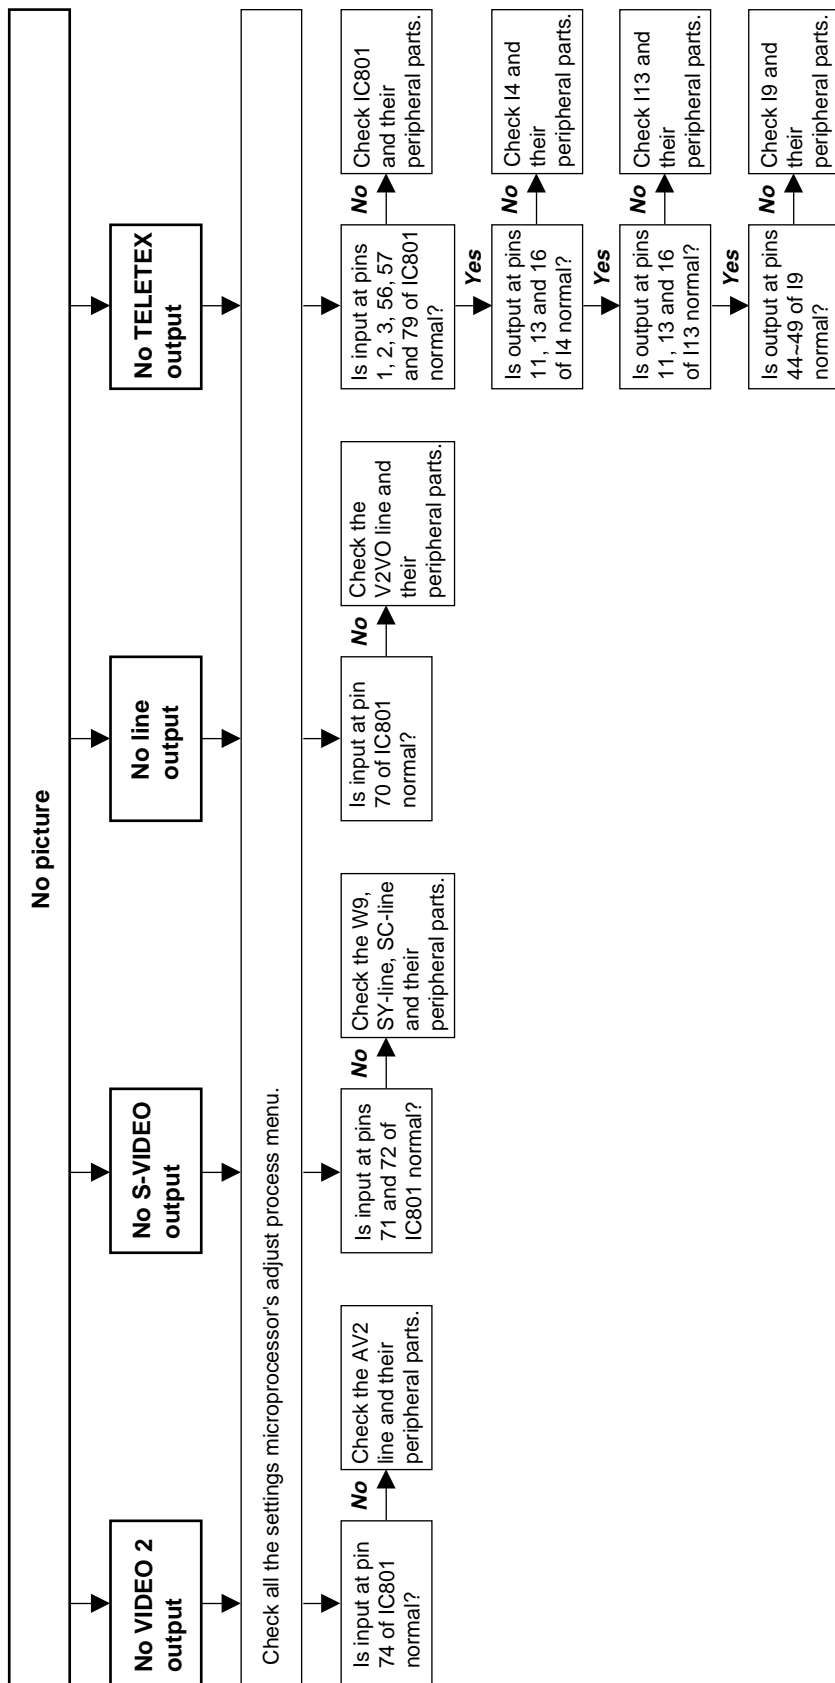 No picture
No VIDEO 2
output
No S-VIDEO
output
No line
output
No TELETEX
output
Check all the settings microprocessor's adjust process menu.
Is input at pin
74 of IC801
normal?
No
Check the AV2
line and their
peripheral parts.
Is input at pins
71 and 72 of
IC801 normal?
No
Check the W9,
SY-line, SC-line
and their
peripheral parts.
Is input at pin
70 of IC801
normal?
No
Check the
V2VO line and
their
peripheral parts.
Is input at pins
1, 2, 3, 56, 57
and 79 of IC801
normal?
No
Check IC801
and their
peripheral parts.
Yes
Is output at pins
11, 13 and 16
of I4 normal?
No
Check I4 and
their
peripheral parts.
Yes
Is output at pins
11, 13 and 16
of I13 normal?
No
Check I13 and
their
peripheral parts.
Yes
Is output at pins
44~49 of I9
normal?
No
Check I9 and
their
peripheral parts.